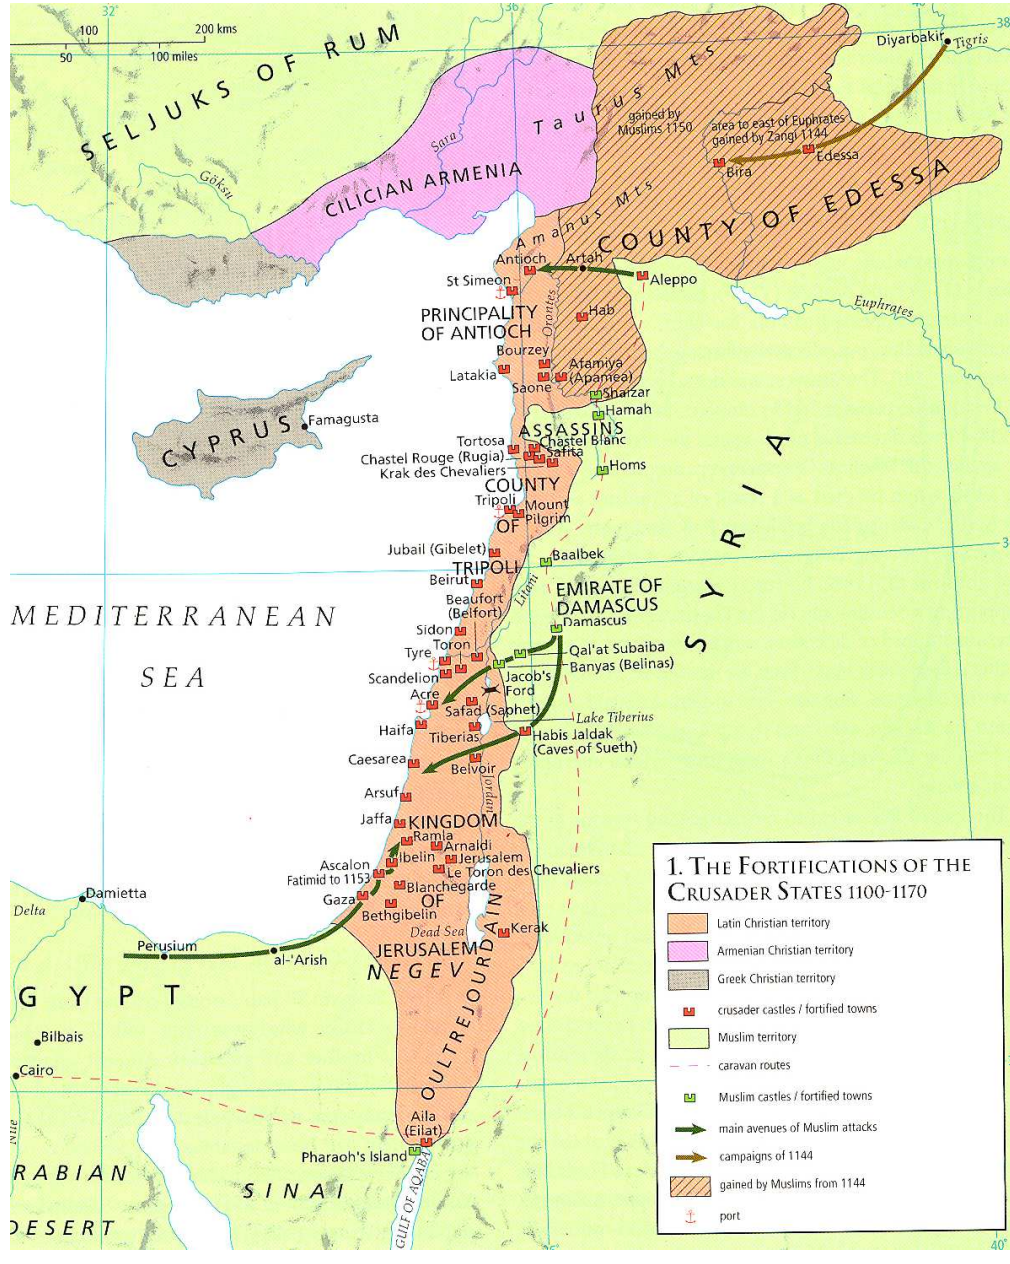 32°
36°
40°
38
100
200 kms
50
100 miles
SELJUKS OF RUM
Göksu
Sara
CILICIAN ARMENIA
Taurus Mts
gained by
Muslims 1150
area to east of Euphrates
gained by Zangi 1144
Diyarbakir
Tigris
Edessa
Bira
COUNTY OF EDESSA
Amanus Mts
Antioch
Artah
Aleppo
St Simeon
PRINCIPALITY
OF ANTIOCH
Orontes
Hab
Euphrates
Bourzey
Latakia
Saone
Afamiya
(Apamea)
Shaizar
Hamah
CYPRUS
Famagusta
ASSASSINS
Tortosa
Chastel Blanc
Chastel Rouge (Rugia)
Safita
Krak des Chevaliers
Homs
COUNTY
Tripoli
Mount
Pilgrim
OF
Jubail (Gibelet)
Baalbek
TRIPOLI
Beirut
Litani
SYRIA
MEDITERRANEAN
SEA
Beaufort
(Belfort)
EMIRATE OF
DAMASCUS
Damascus
Sidon
Toron
Tyre
Qal'at Subaiba
Banyas (Belinas)
Scandelion
Jacob's
Ford
Acre
Safad (Saphet)
Lake Tiberius
Haifa
Tiberias
Habis Jaldak
(Caves of Sueth)
Caesarea
Belvoir
Jordan
Arsuf
Jaffa
KINGDOM
Ramla
Arnaldi
Ibelin
Jerusalem
Ascalon
Fatimid to 1153
Le Toron des Chevaliers
Blanchegarde
Gaza
OF
Bethgibelin
Dead Sea
Kerak
JERUSALEM
NEGEV
OULTREJOURDAIN
Damietta
Delta
Perusium
al-'Arish
GYPT
Bilbais
Cairo
Nile
Aila
(Eilat)
Pharaoh's Island
RABIAN
DESERT
SINAI
GULF OF AQABA
40°
1. THE FORTIFICATIONS OF THE
CRUSADER STATES 1100-1170
Latin Christian territory
Armenian Christian territory
Greek Christian territory
crusader castles / fortified towns
Muslim territory
caravan routes
Muslim castles / fortified towns
main avenues of Muslim attacks
campaigns of 1144
gained by Muslims from 1144
port